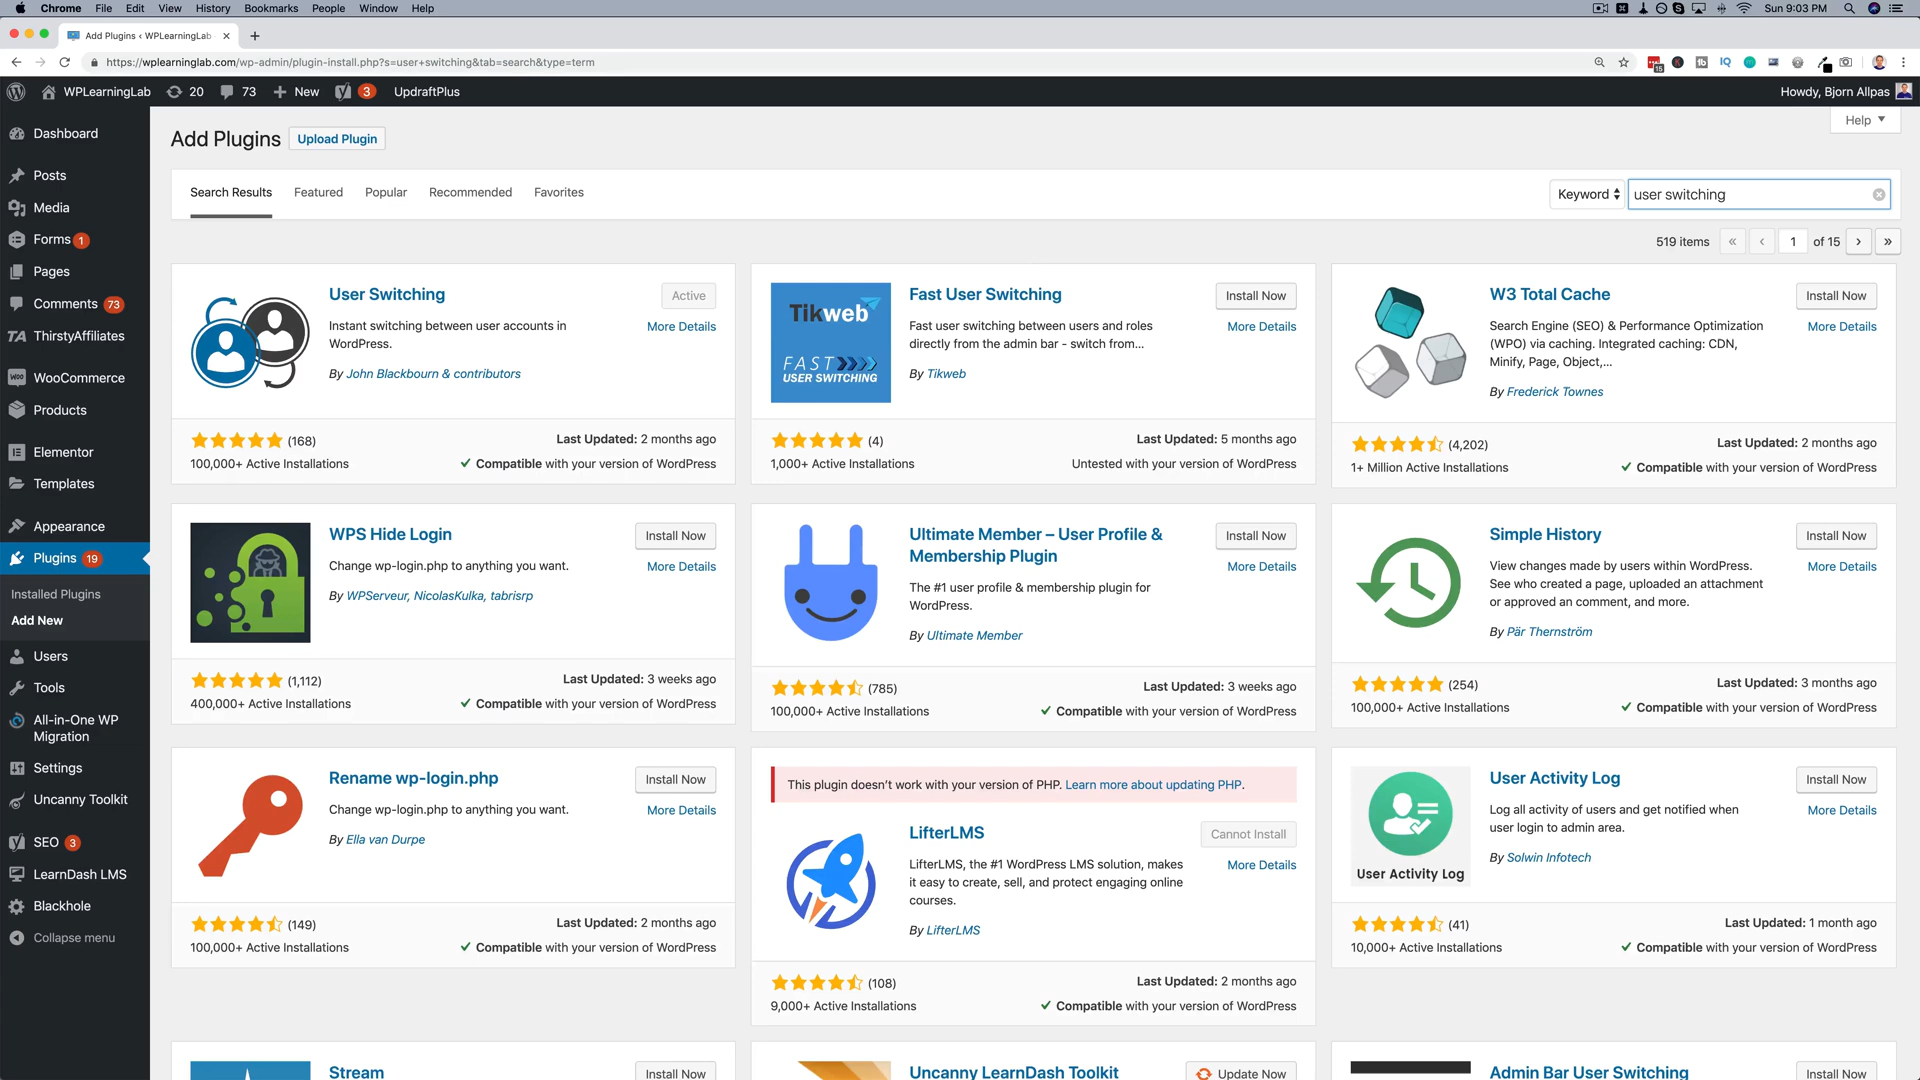 Chrome File Edit View History Bookmarks People Window Help Sun 9:03 PM
Add Plugins ‹ WPLearningLab
https://wplearninglab.com/wp-admin/plugin-install.php?s=user+switching&tab=search&type=term
WPLearningLab 20 73 New 3 UpdraftPlus Howdy, Bjorn Allpas
Dashboard
Posts
Media
Forms 1
Pages
Comments 73
ThirstyAffiliates
WooCommerce
Products
Elementor
Templates
Appearance
Plugins 19
Installed Plugins
Add New
Users
Tools
All-in-One WP
Migration
Settings
Uncanny Toolkit
SEO 3
LearnDash LMS
Blackhole
Collapse menu
Help
Add Plugins Upload Plugin
Search Results Featured Popular Recommended Favorites Keyword user switching
519 items « ‹ 1 of 15 › »
User Switching
Active
More Details
Instant switching between user accounts in
WordPress.
By John Blackbourn & contributors
(168)
100,000+ Active Installations
Last Updated: 2 months ago
Compatible with your version of WordPress
Tikweb
FAST
USER SWITCHING
Fast User Switching
Install Now
More Details
Fast user switching between users and roles
directly from the admin bar - switch from...
By Tikweb
(4)
1,000+ Active Installations
Last Updated: 5 months ago
Untested with your version of WordPress
W3 Total Cache
Install Now
More Details
Search Engine (SEO) & Performance Optimization
(WPO) via caching. Integrated caching: CDN,
Minify, Page, Object,...
By Frederick Townes
(4,202)
1+ Million Active Installations
Last Updated: 2 months ago
Compatible with your version of WordPress
WPS Hide Login
Install Now
More Details
Change wp-login.php to anything you want.
By WPServeur, NicolasKulka, tabrisrp
(1,112)
400,000+ Active Installations
Last Updated: 3 weeks ago
Compatible with your version of WordPress
Ultimate Member – User Profile &
Membership Plugin
Install Now
More Details
The #1 user profile & membership plugin for
WordPress.
By Ultimate Member
(785)
100,000+ Active Installations
Last Updated: 3 weeks ago
Compatible with your version of WordPress
Simple History
Install Now
More Details
View changes made by users within WordPress.
See who created a page, uploaded an attachment
or approved an comment, and more.
By Pär Thernström
(254)
100,000+ Active Installations
Last Updated: 3 months ago
Compatible with your version of WordPress
Rename wp-login.php
Install Now
More Details
Change wp-login.php to anything you want.
By Ella van Durpe
(149)
100,000+ Active Installations
Last Updated: 2 months ago
Compatible with your version of WordPress
This plugin doesn't work with your version of PHP. Learn more about updating PHP.
LifterLMS
Cannot Install
More Details
LifterLMS, the #1 WordPress LMS solution, makes
it easy to create, sell, and protect engaging online
courses.
By LifterLMS
(108)
9,000+ Active Installations
Last Updated: 2 months ago
Compatible with your version of WordPress
User Activity Log
User Activity Log
Install Now
More Details
Log all activity of users and get notified when
user login to admin area.
By Solwin Infotech
(41)
10,000+ Active Installations
Last Updated: 1 month ago
Compatible with your version of WordPress
Stream
Install Now
Uncanny LearnDash Toolkit
Update Now
Admin Bar User Switching
Install Now